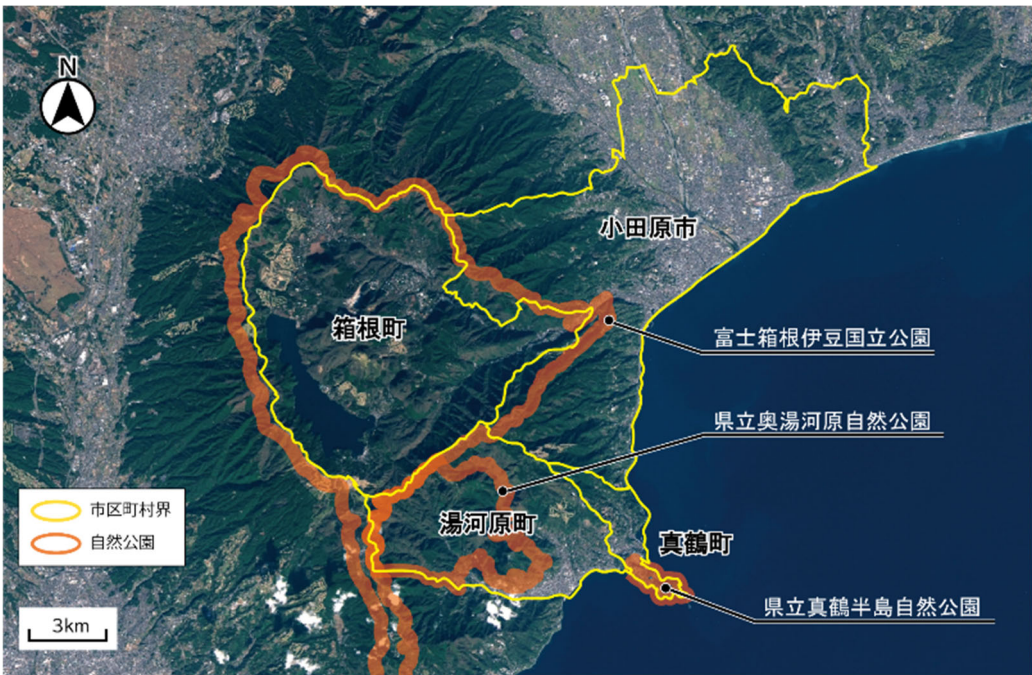 N
小田原市
箱根町
富士箱根伊豆国立公園
県立奥湯河原自然公園
市区町村界
自然公園
湯河原町
真鶴町
県立真鶴半島自然公園
3km